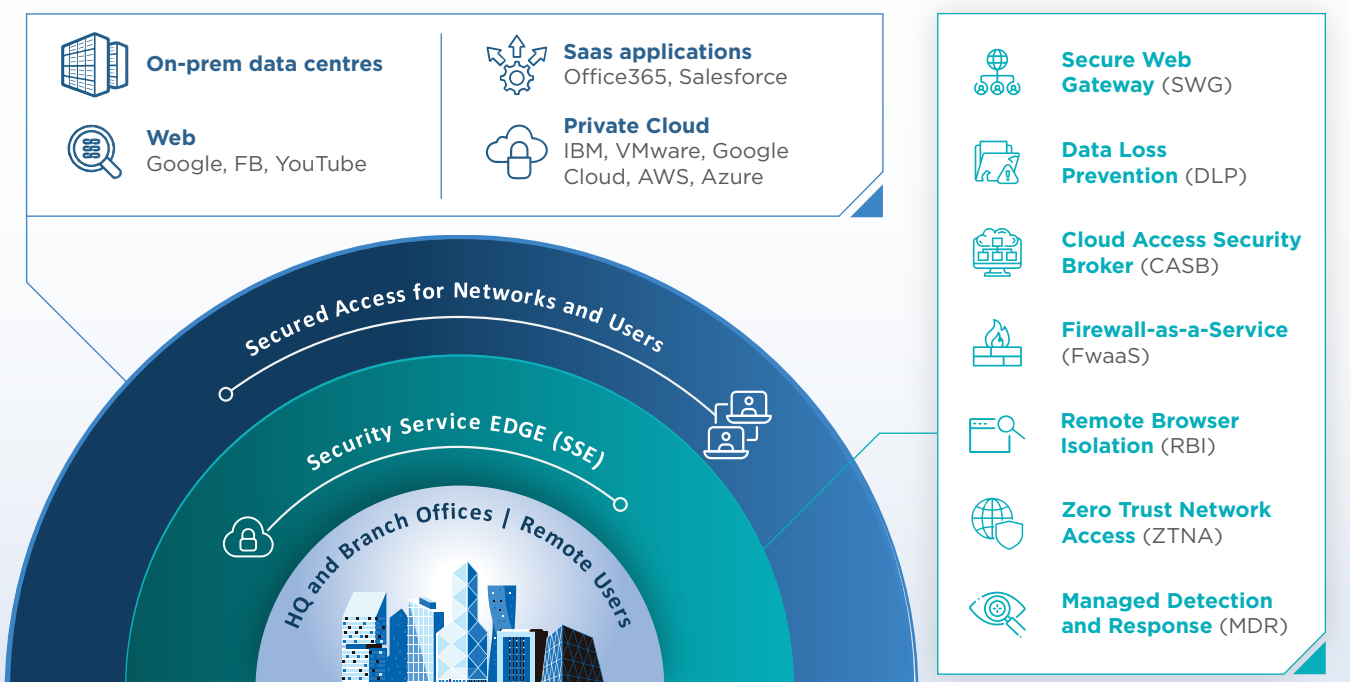 On-prem data centres
Web
Google, FB, YouTube
Saas applications
Office365, Salesforce
Private Cloud
IBM, VMware, Google
Cloud, AWS, Azure
Secured Access for Networks and Users
Security Service EDGE (SSE)
HQ and Branch Offices | Remote Users
Secure Web
Gateway (SWG)
Data Loss
Prevention (DLP)
Cloud Access Security
Broker (CASB)
Firewall-as-a-Service
(FwaaS)
Remote Browser
Isolation (RBI)
Zero Trust Network
Access (ZTNA)
Managed Detection
and Response (MDR)